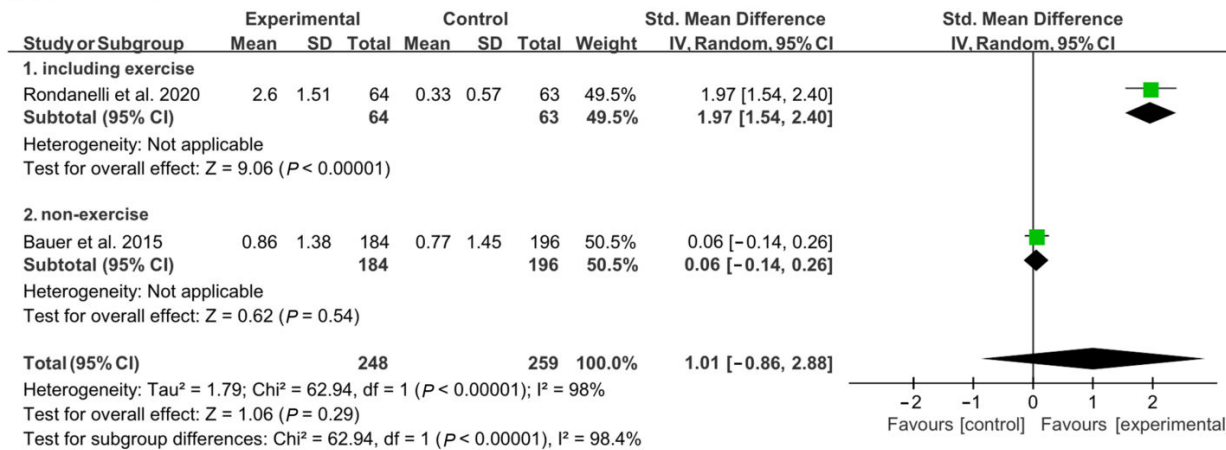 Experimental Control Std. Mean Difference Std. Mean Difference
Study or Subgroup Mean SD Total Mean SD Total Weight IV, Random, 95% CI IV, Random, 95% CI
1. including exercise
Rondanelli et al. 2020 2.6 1.51 64 0.33 0.57 63 49.5% 1.97 [1.54, 2.40]
Subtotal (95% CI) 64 63 49.5% 1.97 [1.54, 2.40]
Heterogeneity: Not applicable
Test for overall effect: Z = 9.06 (P < 0.00001)
2. non-exercise
Bauer et al. 2015 0.86 1.38 184 0.77 1.45 196 50.5% 0.06 [−0.14, 0.26]
Subtotal (95% CI) 184 196 50.5% 0.06 [−0.14, 0.26]
Heterogeneity: Not applicable
Test for overall effect: Z = 0.62 (P = 0.54)
Total (95% CI) 248 259 100.0% 1.01 [−0.86, 2.88]
Heterogeneity: Tau² = 1.79; Chi² = 62.94, df = 1 (P < 0.00001); I² = 98%
Test for overall effect: Z = 1.06 (P = 0.29)
Test for subgroup differences: Chi² = 62.94, df = 1 (P < 0.00001), I² = 98.4%
−2 −1 0 1 2
Favours [control] Favours [experimental